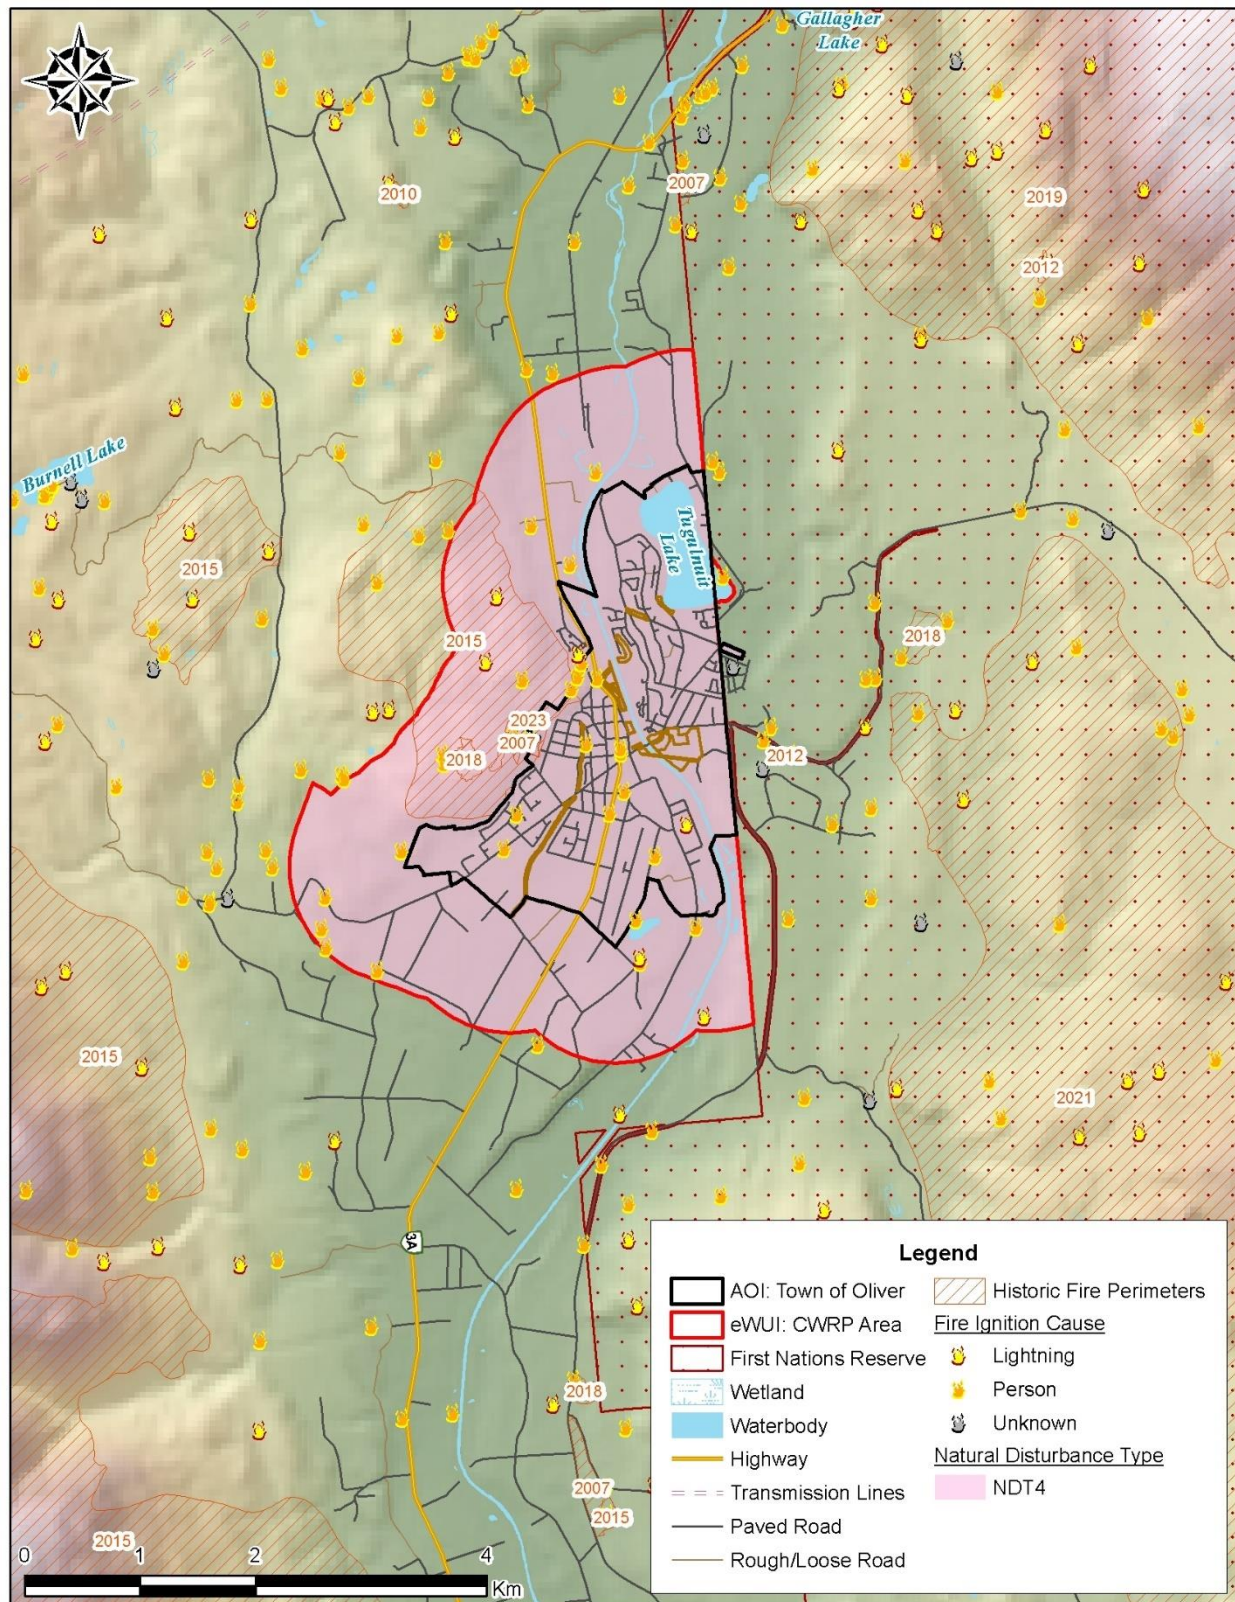 Gallagher
Lake
2010
2007
2019
2012
Burnell Lake
Tugulnuit
Lake
2015
2015
2018
2023
2007
2018
2012
2015
2021
3A
2018
2007
2015
2015
0
1
2
4
Km
Legend
AOI: Town of Oliver
eWUI: CWRP Area
First Nations Reserve
Wetland
Waterbody
Highway
Transmission Lines
Paved Road
Rough/Loose Road
Historic Fire Perimeters
Fire Ignition Cause
Lightning
Person
Unknown
Natural Disturbance Type
NDT4